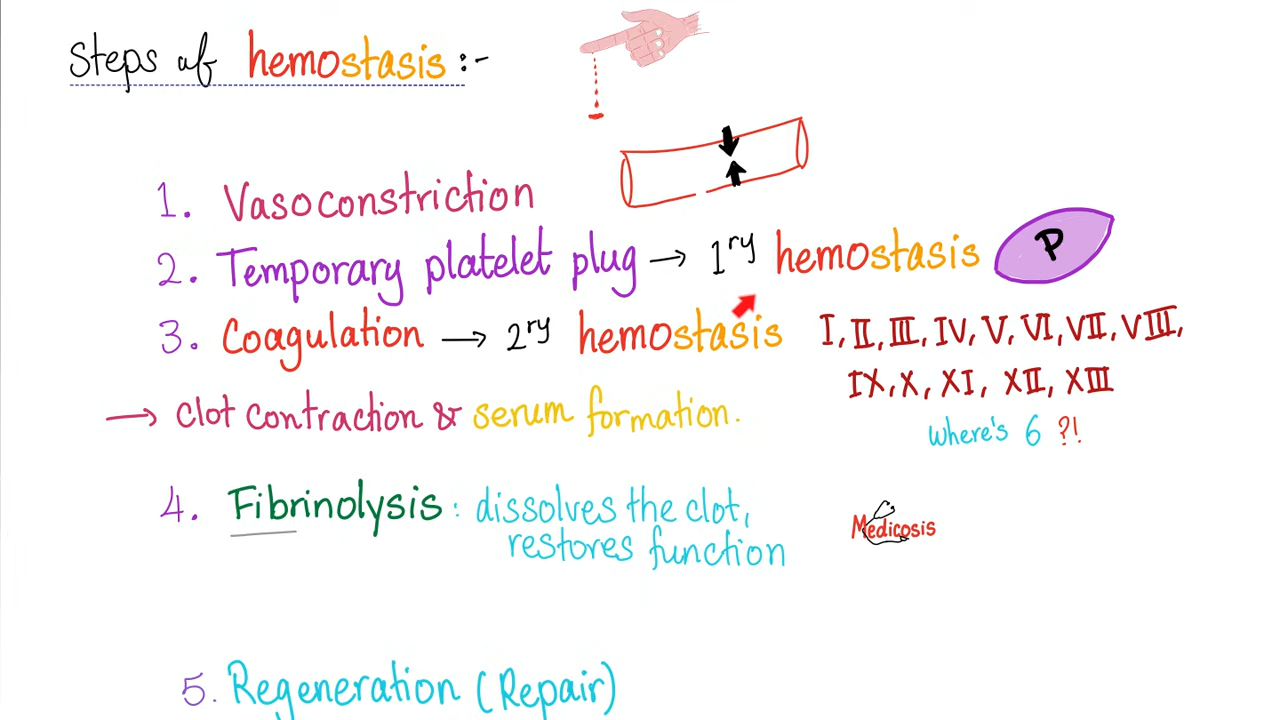 Steps of hemostasis :-
1. Vasoconstriction
2. Temporary platelet plug → 1ry hemostasis P
3. Coagulation → 2ry hemostasis I, II, III, IV, V, VI, VII, VIII,
IX, X, XI, XII, XIII
→ clot contraction & serum formation.
where's 6 ?!
4. Fibrinolysis : dissolves the clot,
restores function
Medicosis
5. Regeneration (Repair)